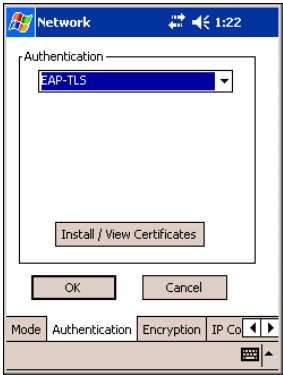 Network 1:22
Authentication
EAP-TLS
Install / View Certificates
OK Cancel
Mode Authentication Encryption IP Co